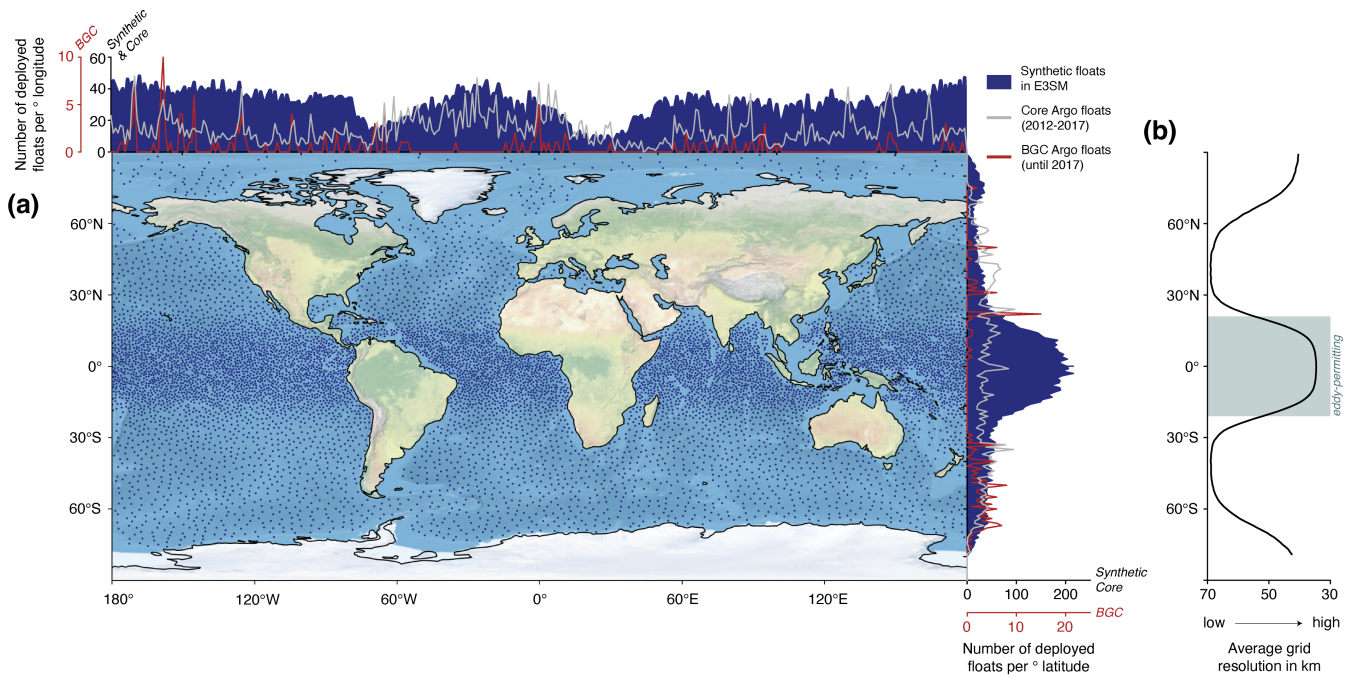 Number of deployed
floats per ° longitude
BGC
Synthetic
& Core
10
5
0
60
40
20
0
Synthetic floats
in E3SM
Core Argo floats
(2012-2017)
BGC Argo floats
(until 2017)
(a)
60°N
30°N
0°
30°S
60°S
180°
120°W
60°W
0°
60°E
120°E
0
100
200
Synthetic
Core
BGC
0
10
20
Number of deployed
floats per ° latitude
(b)
60°N
30°N
0°
30°S
60°S
eddy-permitting
70
50
30
low
high
Average grid
resolution in km